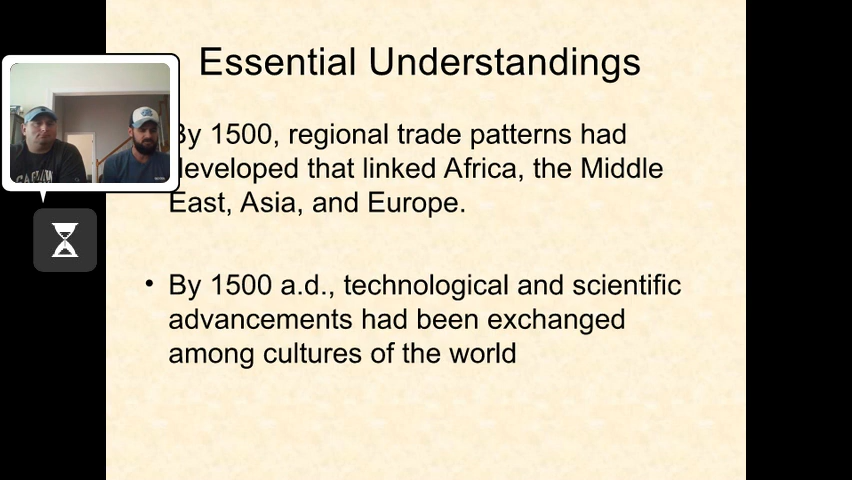 Essential Understandings
By 1500, regional trade patterns had
developed that linked Africa, the Middle
East, Asia, and Europe.
• By 1500 a.d., technological and scientific
advancements had been exchanged
among cultures of the world